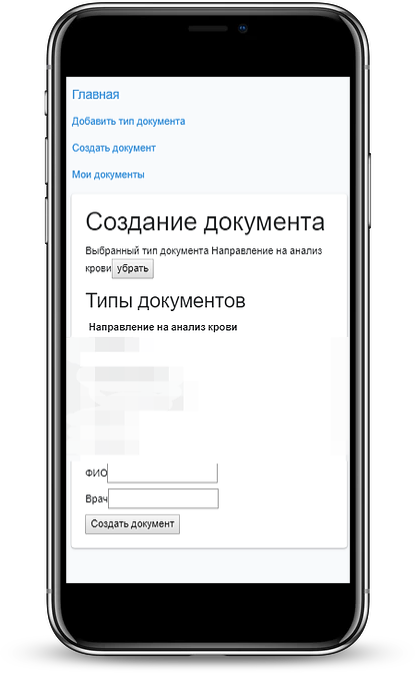 Главная
Добавить тип документа
Создать документ
Мои документы
Создание документа
Выбранный тип документа Направление на анализ
крови убрать
Типы документов
Направление на анализ крови
ФИО
Врач
Создать документ